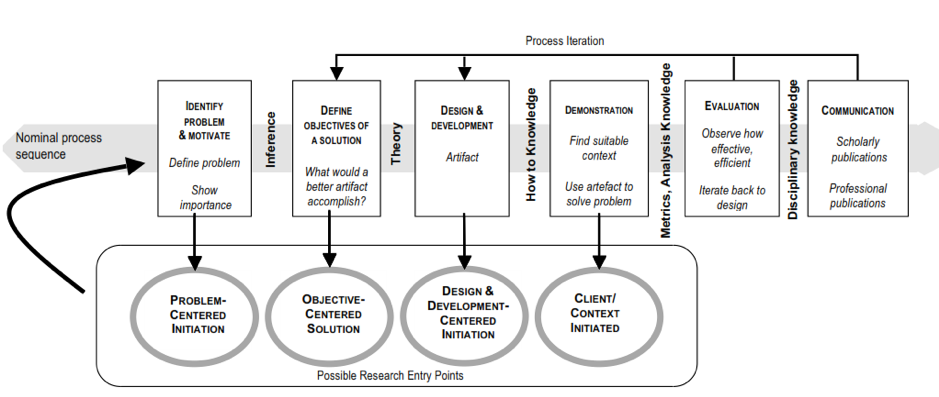 Process Iteration
Nominal process
sequence
IDENTIFY
PROBLEM
& MOTIVATE
Define problem
Show
importance
Inference
DEFINE
OBJECTIVES OF
A SOLUTION
What would a
better artifact
accomplish?
Theory
DESIGN &
DEVELOPMENT
Artifact
How to Knowledge
DEMONSTRATION
Find suitable
context
Use artefact to
solve problem
Metrics, Analysis Knowledge
EVALUATION
Observe how
effective,
efficient
Iterate back to
design
Disciplinary knowledge
COMMUNICATION
Scholarly
publications
Professional
publications
PROBLEM-
CENTERED
INITIATION
OBJECTIVE-
CENTERED
SOLUTION
DESIGN &
DEVELOPMENT-
CENTERED
INITIATION
CLIENT/
CONTEXT
INITIATED
Possible Research Entry Points